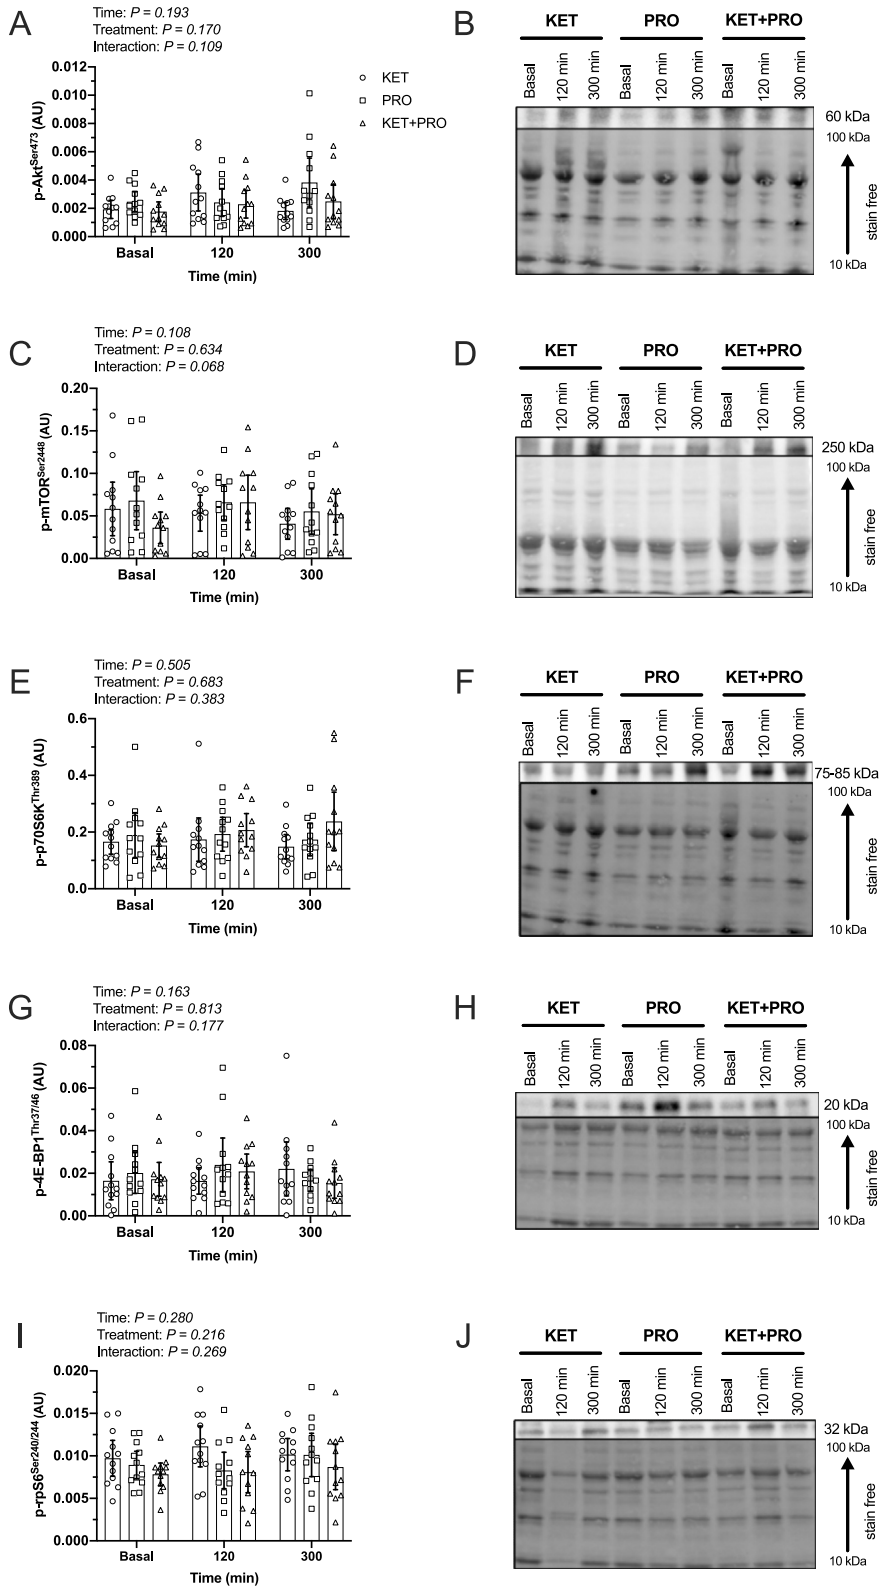 A
Time: P = 0.193
Treatment: P = 0.170
Interaction: P = 0.109
p-AktSer473 (AU)
0.012
0.010
0.008
0.006
0.004
0.002
0.000
Basal
120
300
Time (min)
KET
PRO
KET+PRO
B
KET
PRO
KET+PRO
Basal
120 min
300 min
Basal
120 min
300 min
Basal
120 min
300 min
60 kDa
100 kDa
stain free
10 kDa
C
Time: P = 0.108
Treatment: P = 0.634
Interaction: P = 0.068
p-mTORSer2448 (AU)
0.20
0.15
0.10
0.05
0.00
Basal
120
300
Time (min)
D
KET
PRO
KET+PRO
Basal
120 min
300 min
Basal
120 min
300 min
Basal
120 min
300 min
250 kDa
100 kDa
stain free
10 kDa
E
Time: P = 0.505
Treatment: P = 0.683
Interaction: P = 0.383
p-p70S6KThr389 (AU)
0.6
0.4
0.2
0.0
Basal
120
300
Time (min)
F
KET
PRO
KET+PRO
Basal
120 min
300 min
Basal
120 min
300 min
Basal
120 min
300 min
75-85 kDa
100 kDa
stain free
10 kDa
G
Time: P = 0.163
Treatment: P = 0.813
Interaction: P = 0.177
p-4E-BP1Thr37/46 (AU)
0.08
0.06
0.04
0.02
0.00
Basal
120
300
Time (min)
H
KET
PRO
KET+PRO
Basal
120 min
300 min
Basal
120 min
300 min
Basal
120 min
300 min
20 kDa
100 kDa
stain free
10 kDa
I
Time: P = 0.280
Treatment: P = 0.216
Interaction: P = 0.269
p-rpS6Ser240/244 (AU)
0.020
0.015
0.010
0.005
0.000
Basal
120
300
Time (min)
J
KET
PRO
KET+PRO
Basal
120 min
300 min
Basal
120 min
300 min
Basal
120 min
300 min
32 kDa
100 kDa
stain free
10 kDa